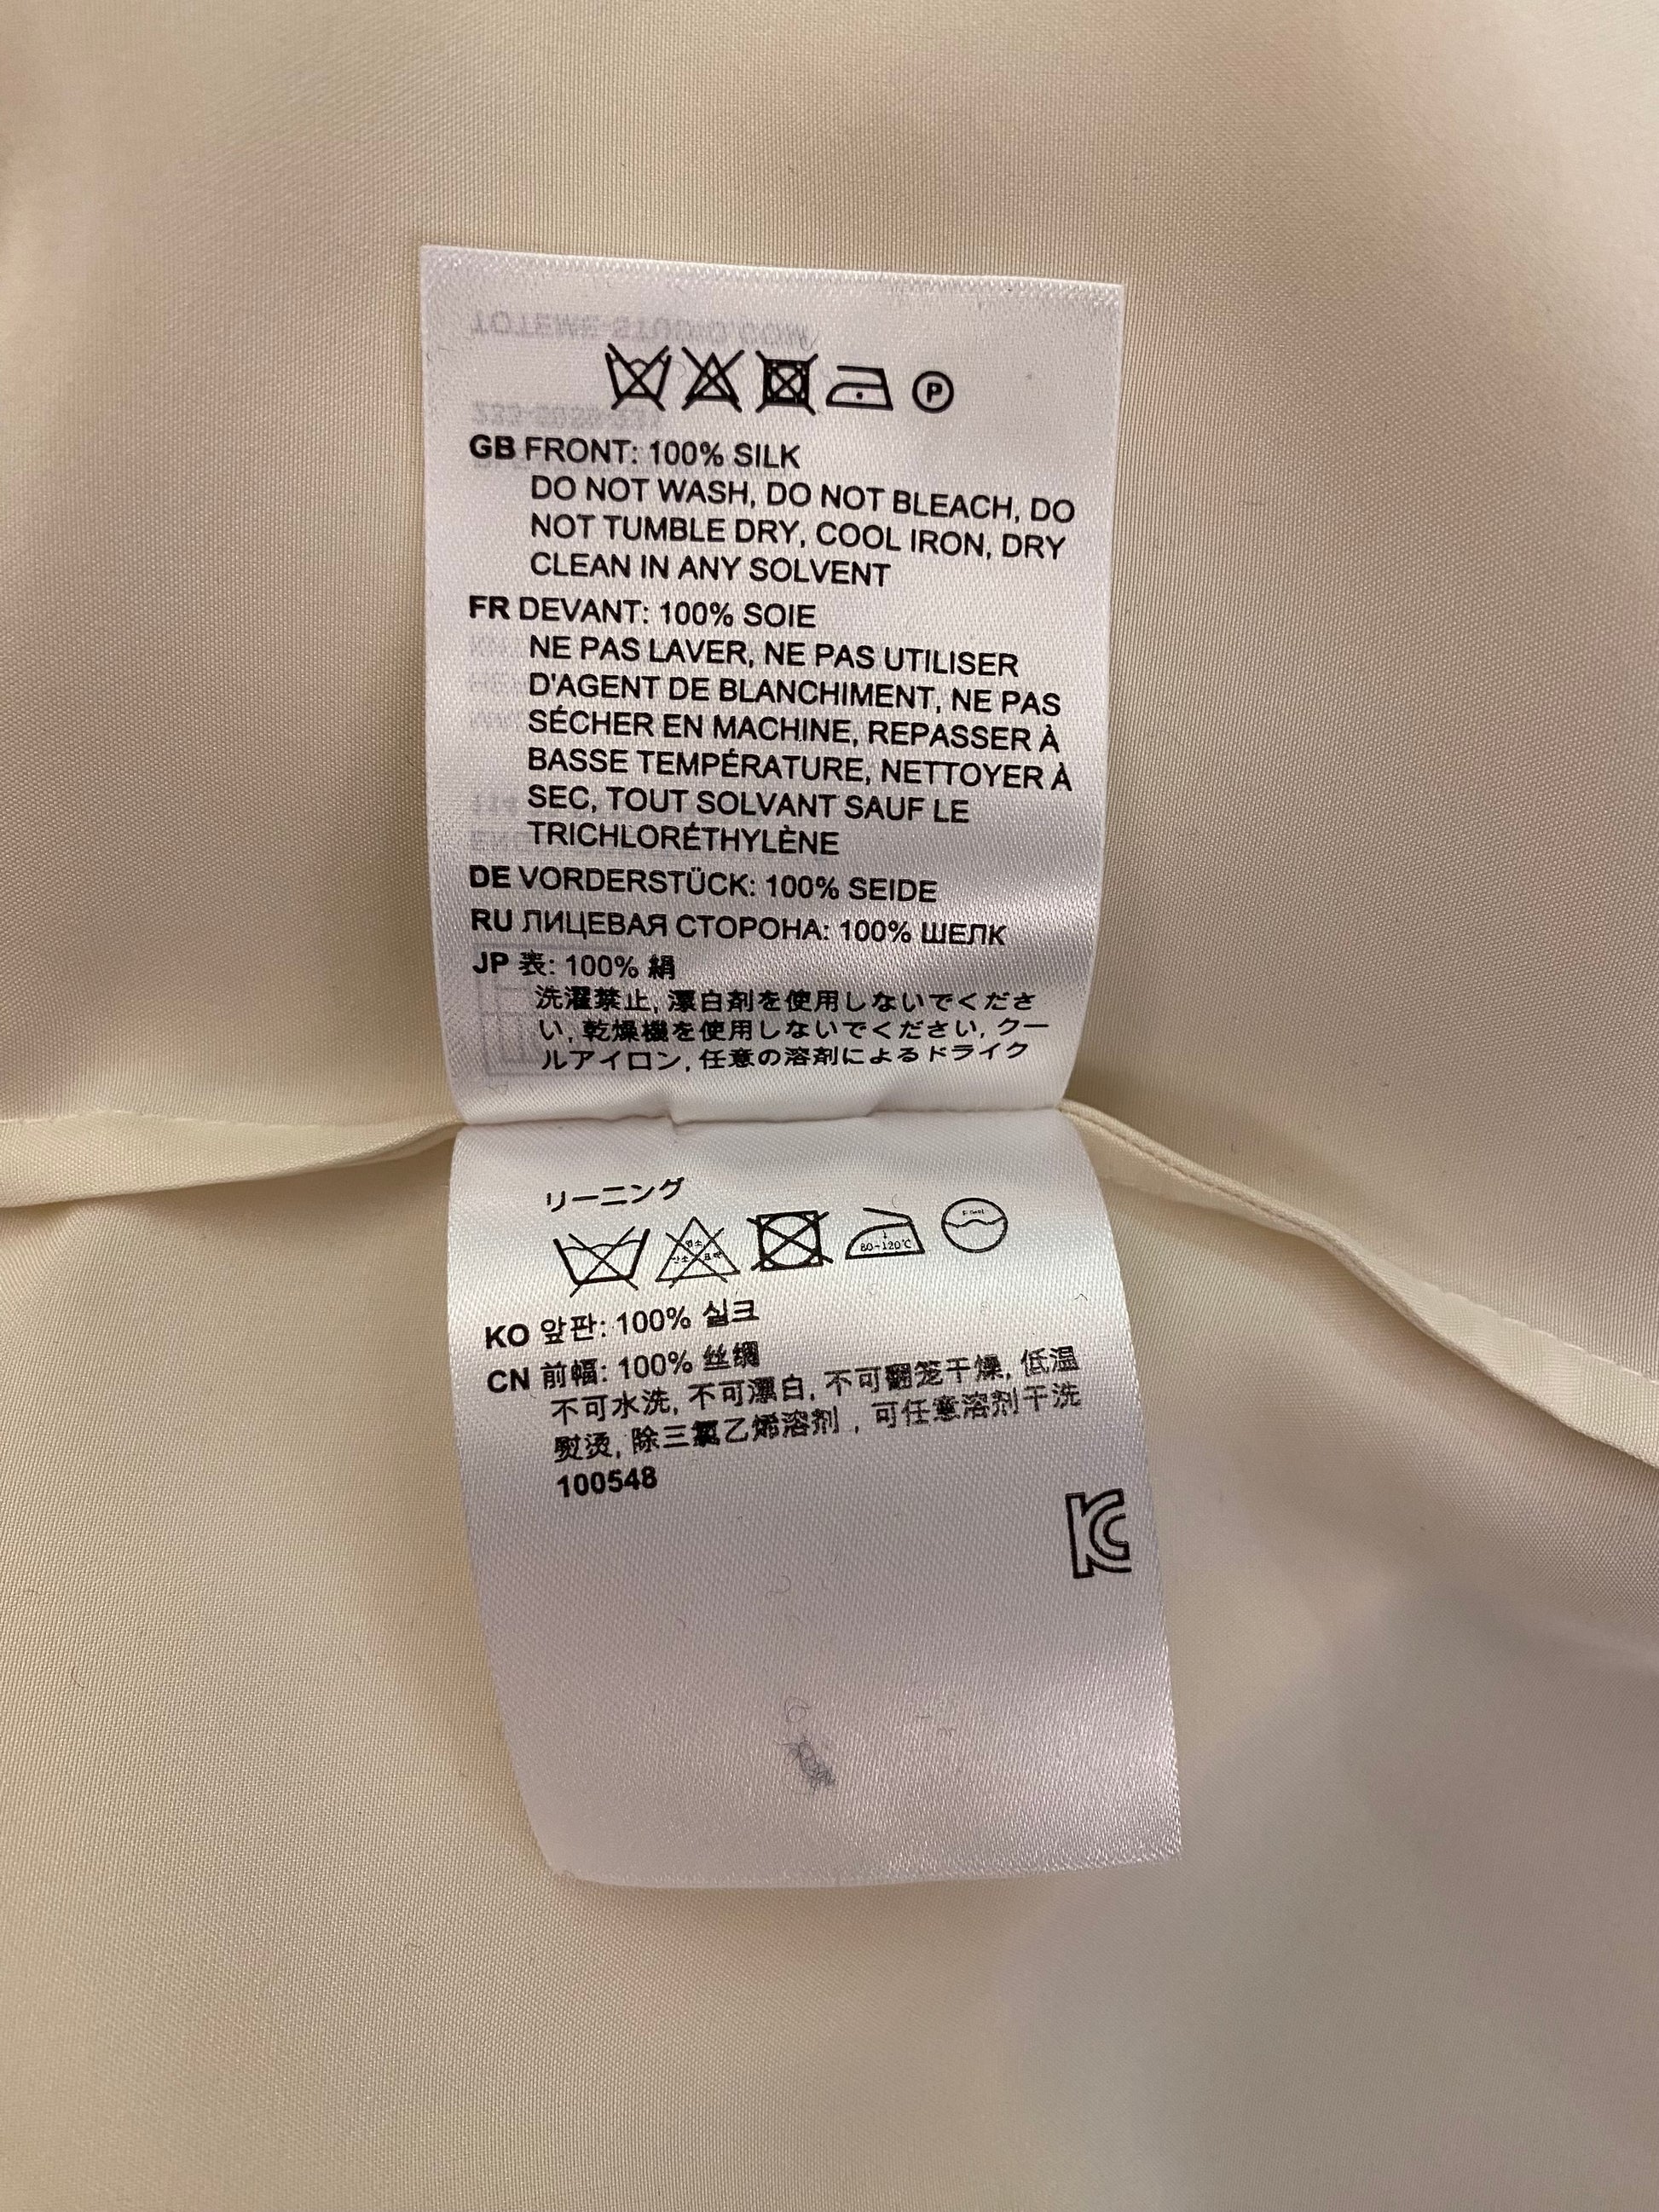 GB FRONT: 100% SILK
DO NOT WASH, DO NOT BLEACH, DO
NOT TUMBLE DRY, COOL IRON, DRY
CLEAN IN ANY SOLVENT
FR DEVANT: 100% SOIE
NE PAS LAVER, NE PAS UTILISER
D'AGENT DE BLANCHIMENT, NE PAS
SÉCHER EN MACHINE, REPASSER À
BASSE TEMPÉRATURE, NETTOYER À
SEC, TOUT SOLVANT SAUF LE
TRICHLORÉTHYLÈNE
DE VORDERSTÜCK: 100% SEIDE
RU ЛИЦЕВАЯ СТОРОНА: 100% ШЕЛК
JP 表: 100% 絹
洗濯禁止, 漂白剤を使用しないでくださ
い, 乾燥機を使用しないでください, クー
ルアイロン, 任意の溶剤によるドライク
リーニング
80~120℃
KO 앞판: 100% 실크
CN 前幅: 100% 丝绸
不可水洗, 不可漂白, 不可翻笼干燥, 低温
熨烫, 除三氯乙烯溶剂 , 可任意溶剂干洗
100548